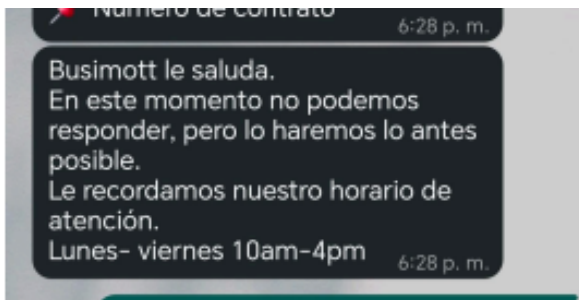 Número de contrato
6:28 p. m.
Busimott le saluda.
En este momento no podemos
responder, pero lo haremos lo antes
posible.
Le recordamos nuestro horario de
atención.
Lunes- viernes 10am-4pm
6:28 p. m.